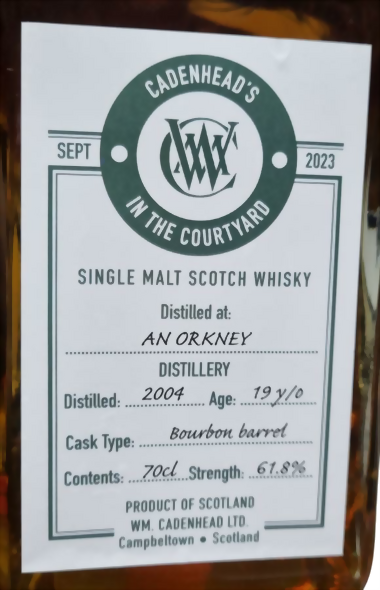 CADENHEAD'S
WMC
SEPT 2023
IN THE COURTYARD
SINGLE MALT SCOTCH WHISKY
Distilled at:
AN ORKNEY
DISTILLERY
Distilled: 2004 Age: 19 y/o
Cask Type: Bourbon barrel
Contents: 70cl Strength: 61.8%
PRODUCT OF SCOTLAND
WM. CADENHEAD LTD.
Campbeltown • Scotland